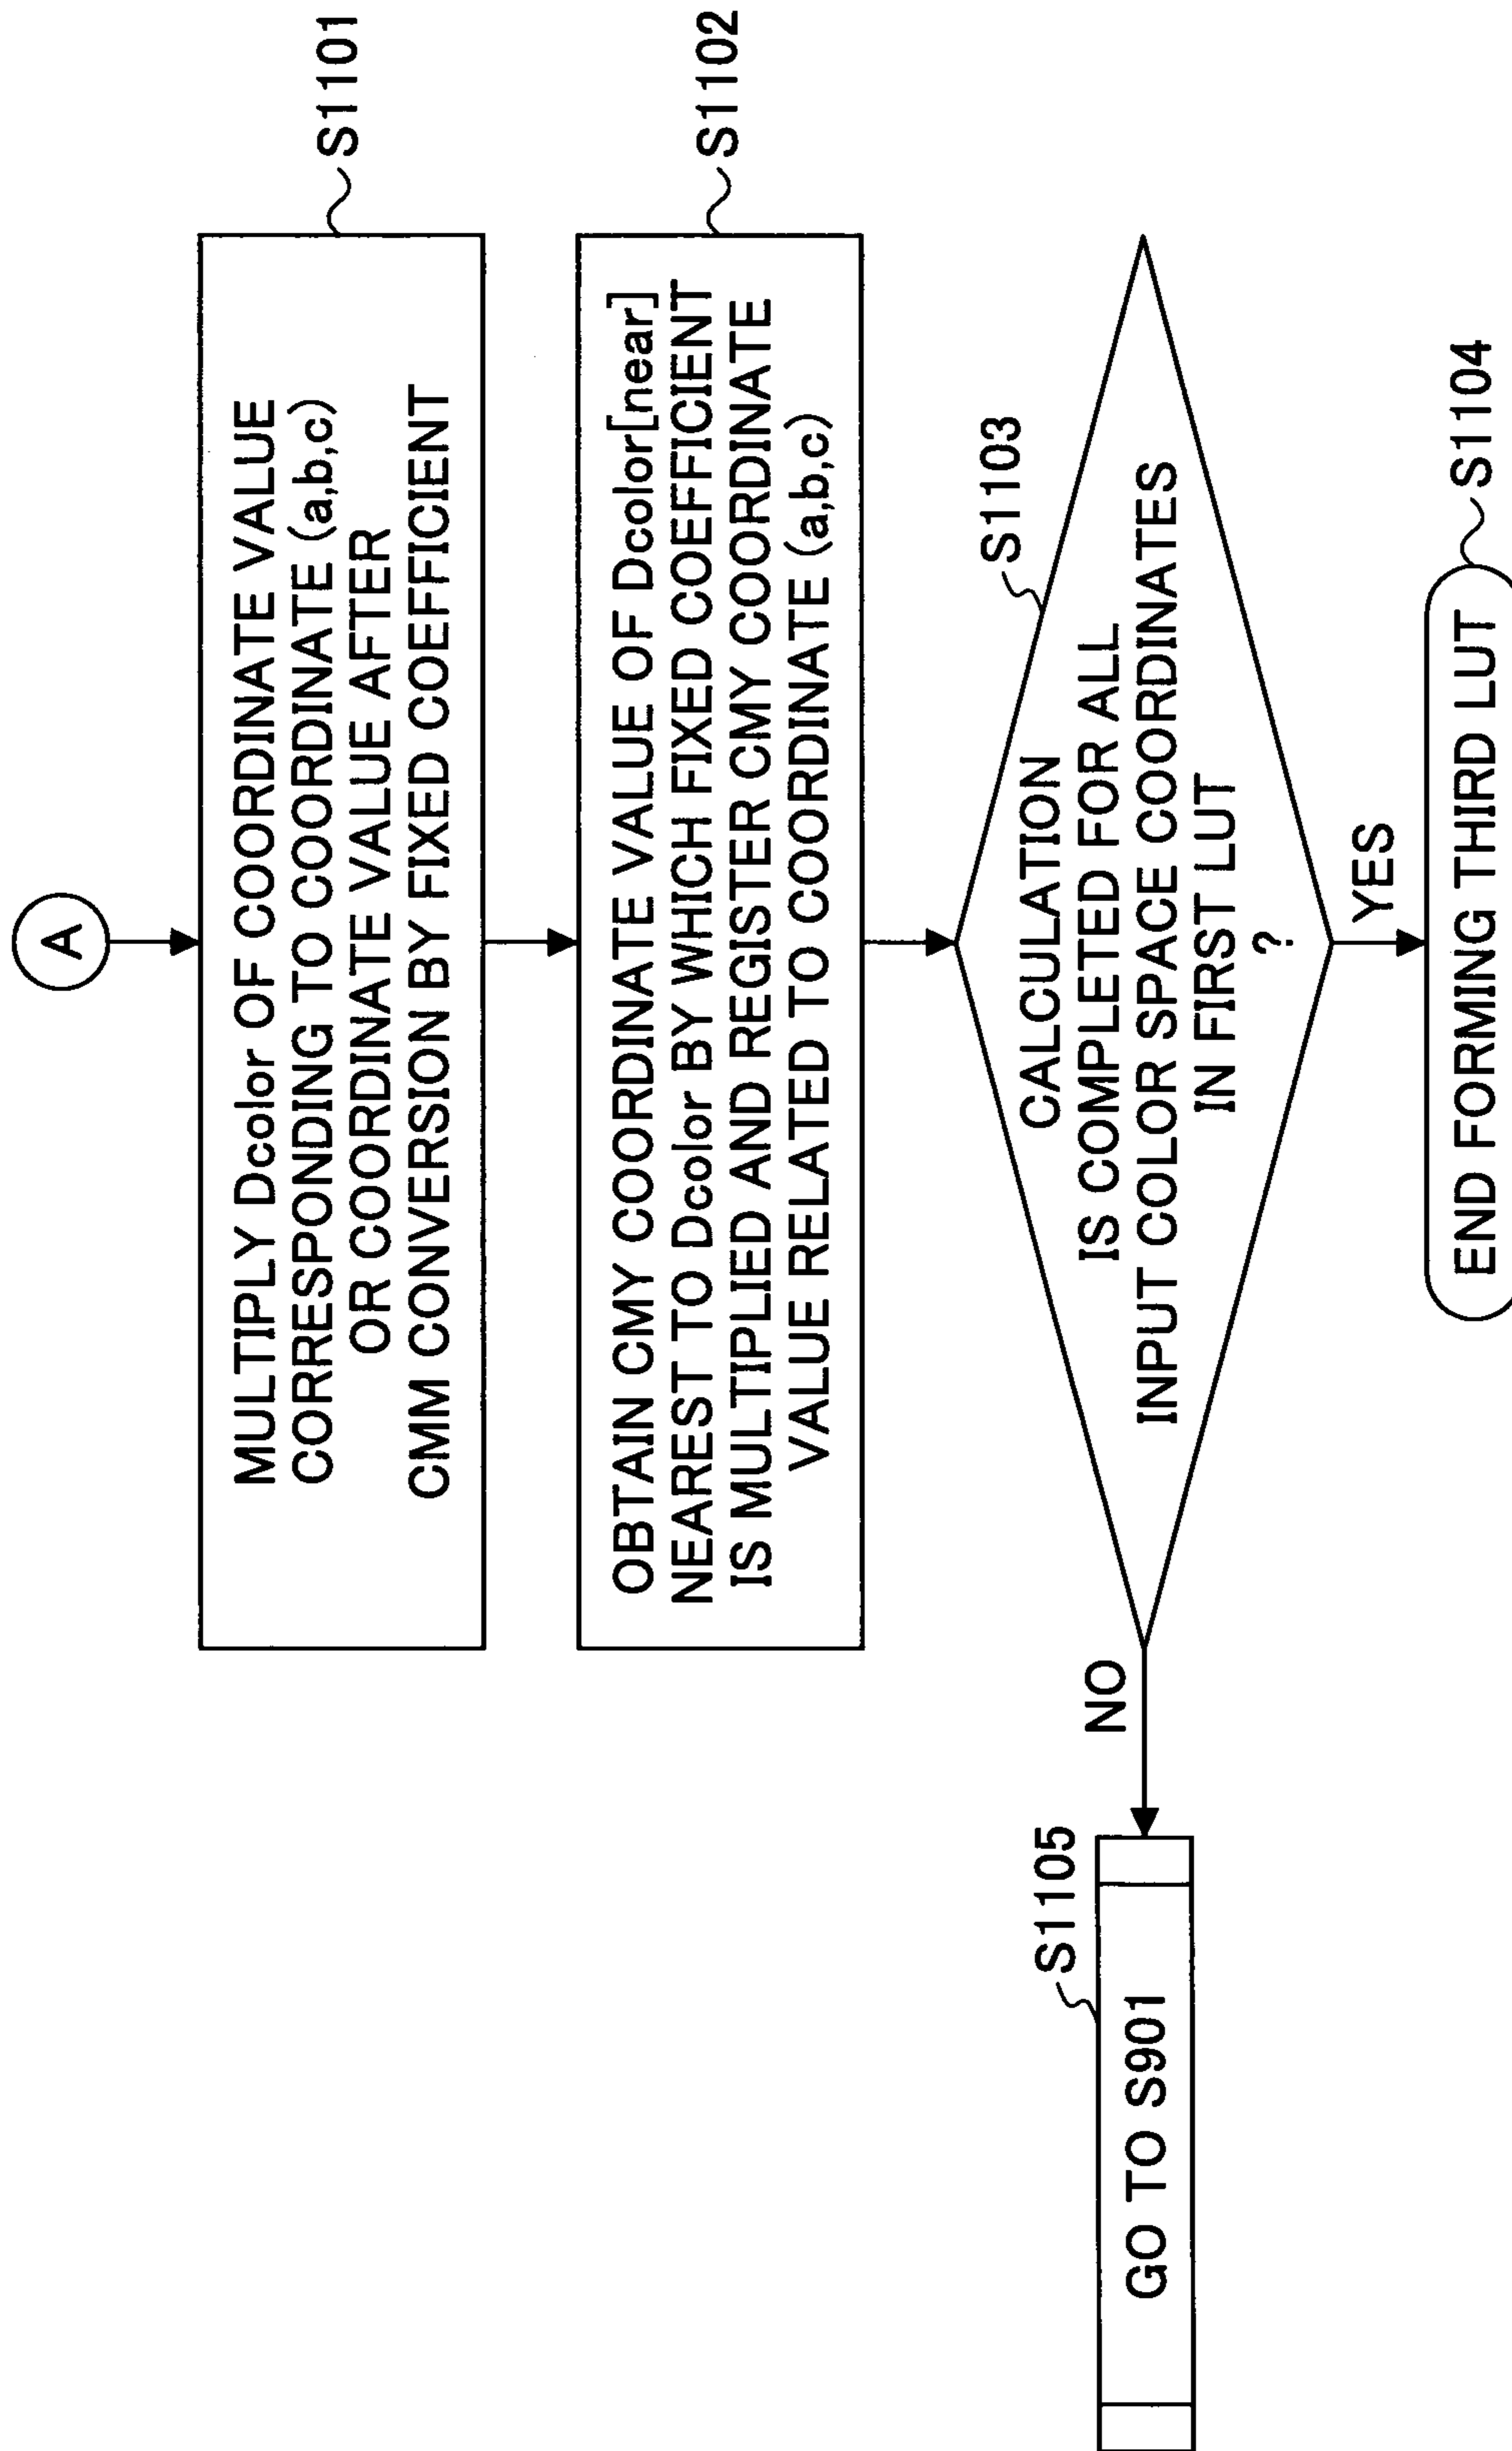 A
S1101
MULTIPLY Dcolor OF COORDINATE VALUE
CORRESPONDING TO COORDINATE (a,b,c)
OR COORDINATE VALUE AFTER
CMM CONVERSION BY FIXED COEFFICIENT
S1102
OBTAIN CMY COORDINATE VALUE OF Dcolor[near]
NEAREST TO Dcolor BY WHICH FIXED COEFFICIENT
IS MULTIPLIED AND REGISTER CMY COORDINATE
VALUE RELATED TO COORDINATE (a,b,c)
S1103
CALCULATION
IS COMPLETED FOR ALL
INPUT COLOR SPACE COORDINATES
IN FIRST LUT
?
NO
S1105
GO TO S901
YES
S1104
END FORMING THIRD LUT